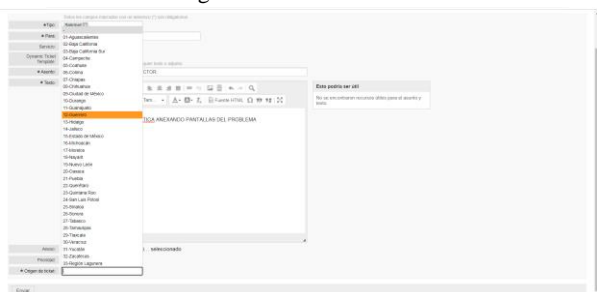 Todos los campos marcados con un asterisco (*) son obligatorios.
* Tipo:
* Para:
Servicio:
Dynamic Ticket Template:
* Asunto:
* Texto:
01-Aguascalientes
02-Baja California
03-Baja California Sur
04-Campeche
05-Coahuila
06-Colima
07-Chiapas
08-Chihuahua
09-Ciudad de México
10-Durango
11-Guanajuato
12-Guerrero
13-Hidalgo
14-Jalisco
15-Estado de México
16-Michoacán
17-Morelos
18-Nayarit
19-Nuevo León
20-Oaxaca
21-Puebla
22-Querétaro
23-Quintana Roo
24-San Luis Potosí
25-Sinaloa
26-Sonora
27-Tabasco
28-Tamaulipas
29-Tlaxcala
30-Veracruz
31-Yucatán
32-Zacatecas
33-Región Lagunera
CTOR
Tam...
Fuente HTML
TICA ANEXANDO PANTALLAS DEL PROBLEMA
Esto podría ser útil
No se encontraron recursos útiles para el asunto y texto.
Anexo:
seleccionado
Prioridad:
* Origen de ticket:
Enviar